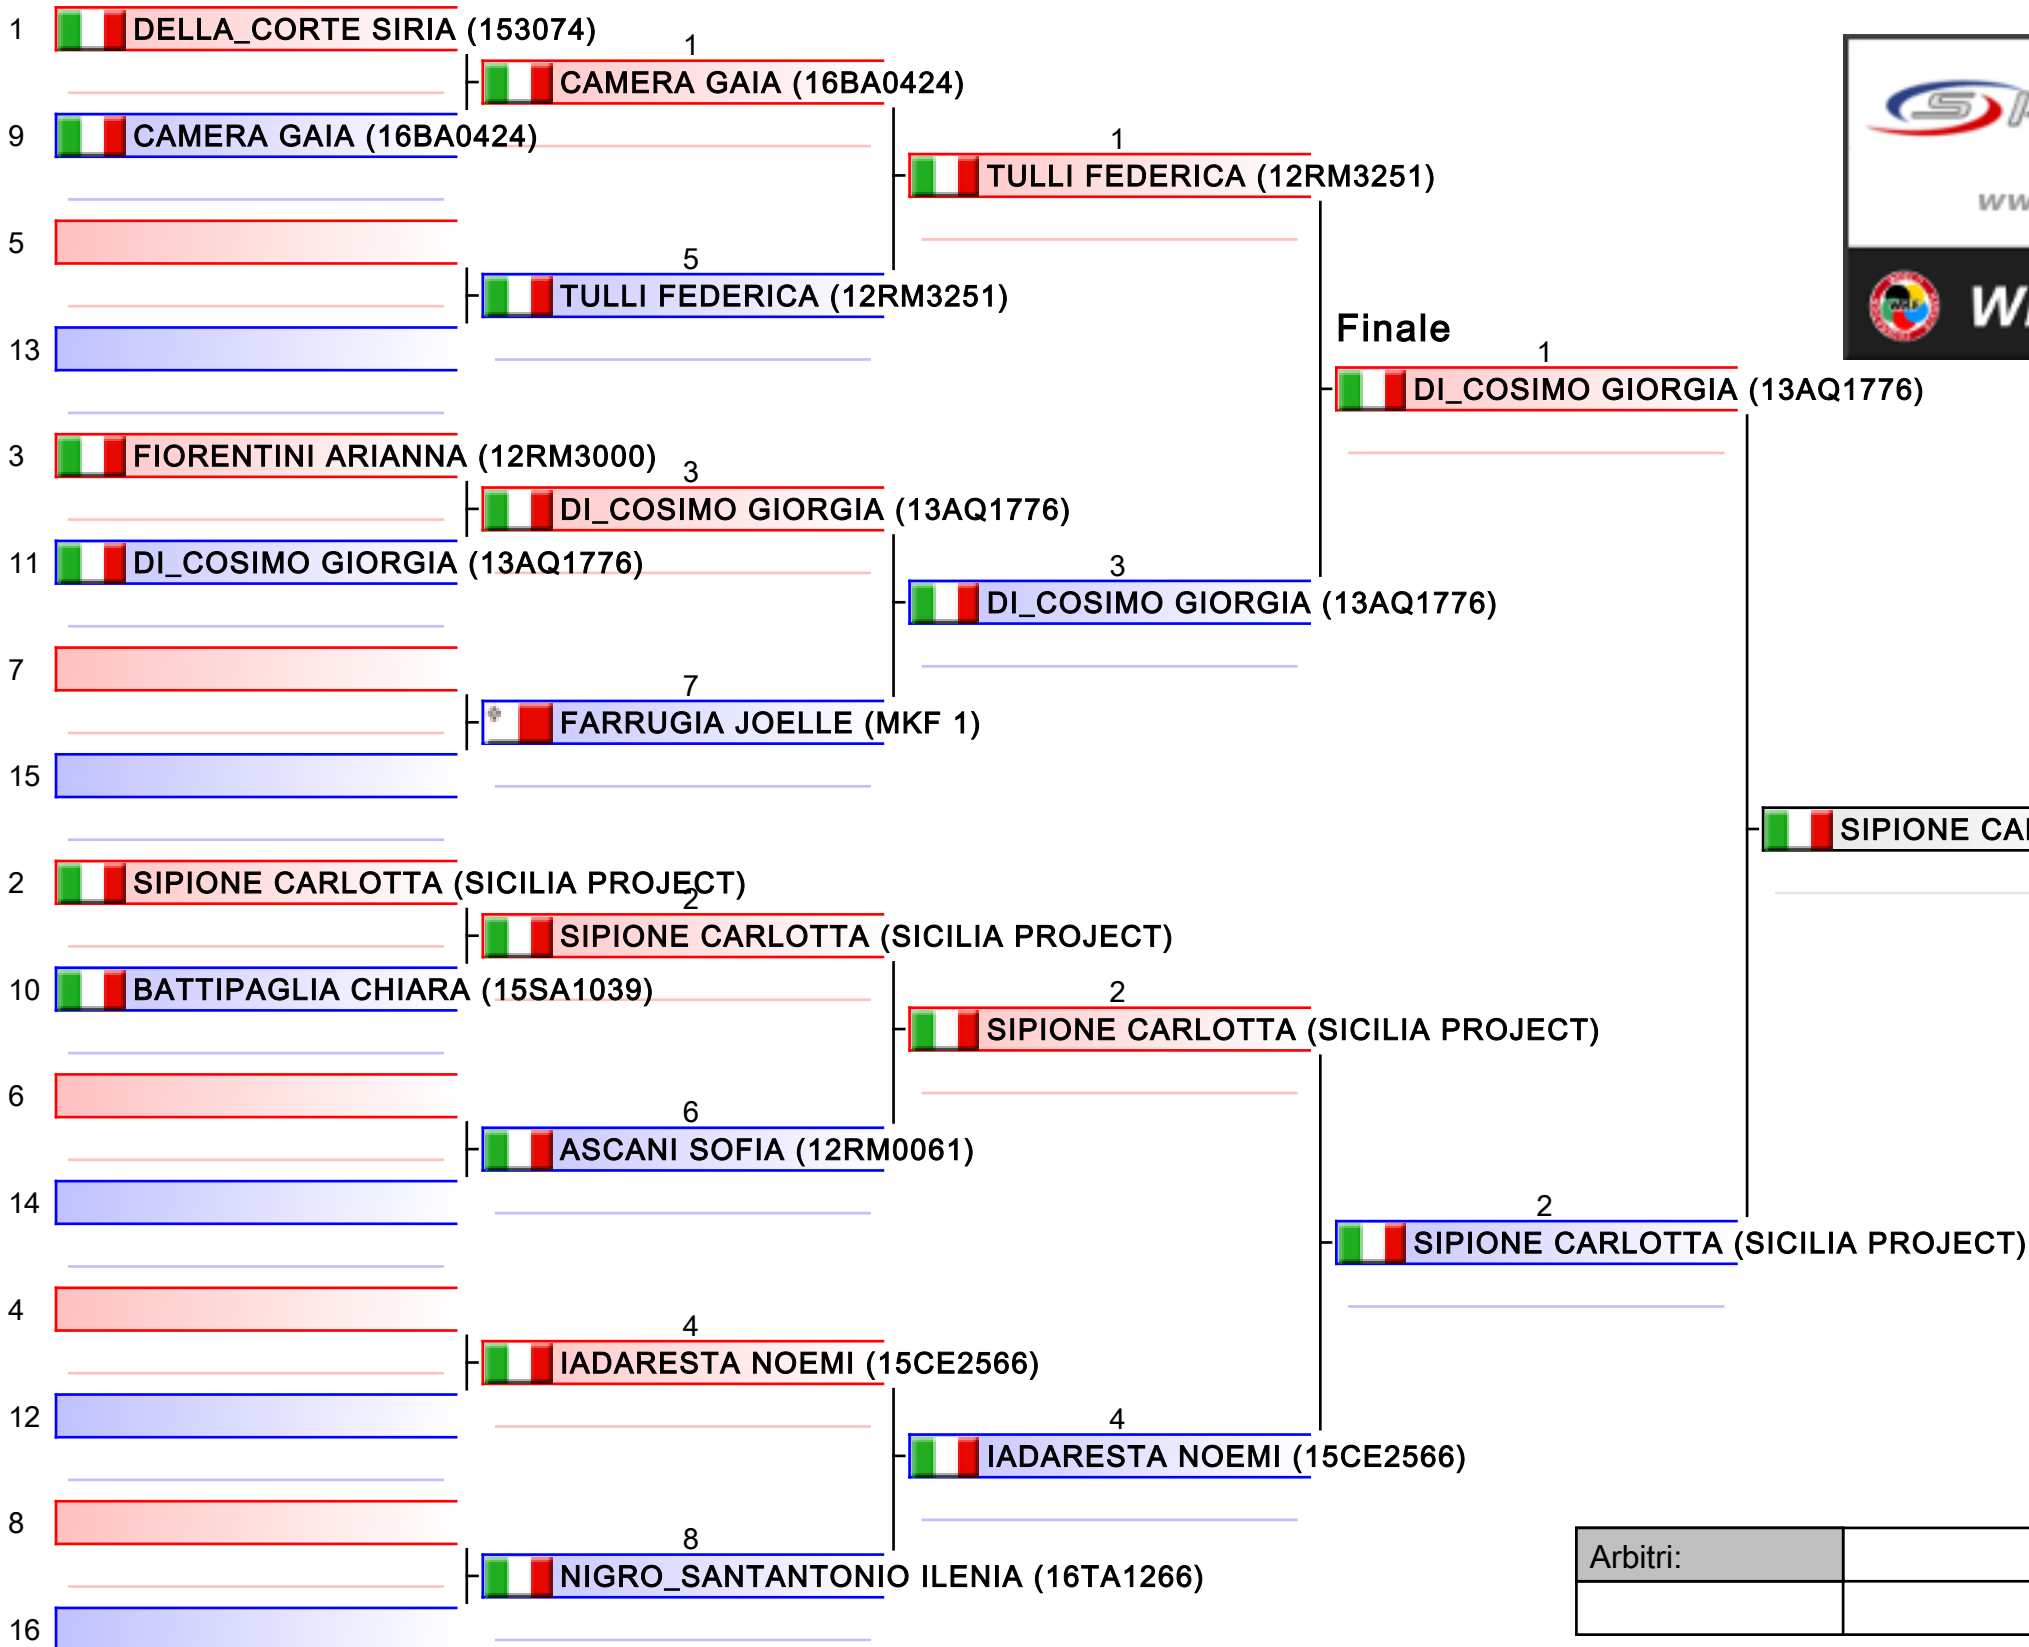 1 DELLA_CORTE SIRIA (153074)
1
CAMERA GAIA (16BA0424)
9 CAMERA GAIA (16BA0424)
1
TULLI FEDERICA (12RM3251)
5
5
TULLI FEDERICA (12RM3251)
13
Finale
1
DI_COSIMO GIORGIA (13AQ1776)
3 FIORENTINI ARIANNA (12RM3000)
3
DI_COSIMO GIORGIA (13AQ1776)
11 DI_COSIMO GIORGIA (13AQ1776)
3
DI_COSIMO GIORGIA (13AQ1776)
7
7
FARRUGIA JOELLE (MKF 1)
15
SIPIONE
2 SIPIONE CARLOTTA (SICILIA PROJECT)
2
SIPIONE CARLOTTA (SICILIA PROJECT)
10 BATTIPAGLIA CHIARA (15SA1039)
2
SIPIONE CARLOTTA (SICILIA PROJECT)
6
6
ASCANI SOFIA (12RM0061)
14
2
SIPIONE CARLOTTA (SICILIA PROJECT)
4
4
IADARESTA NOEMI (15CE2566)
12
4
IADARESTA NOEMI (15CE2566)
8
8
NIGRO_SANTANTONIO ILENIA (16TA1266)
16
Arbitri: